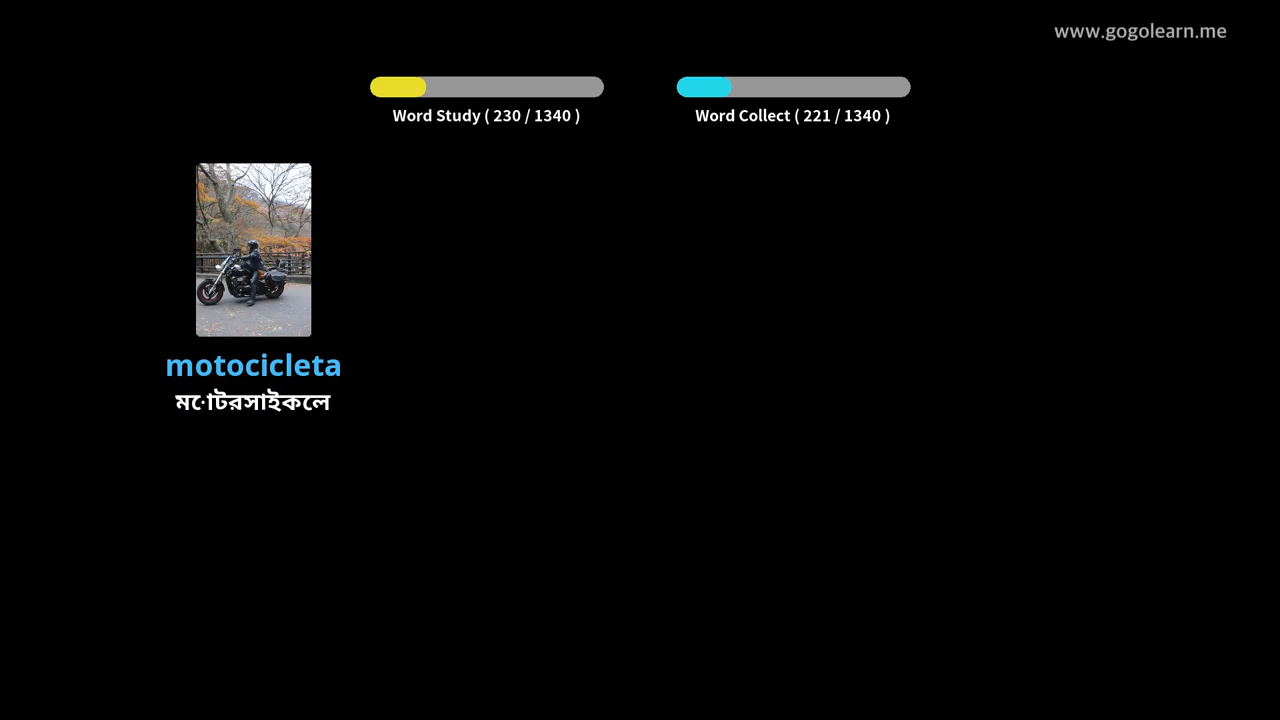 www.gogolearn.me
Word Study ( 230 / 1340 )
Word Collect ( 221 / 1340 )
motocicleta
মোটরসাইকেল